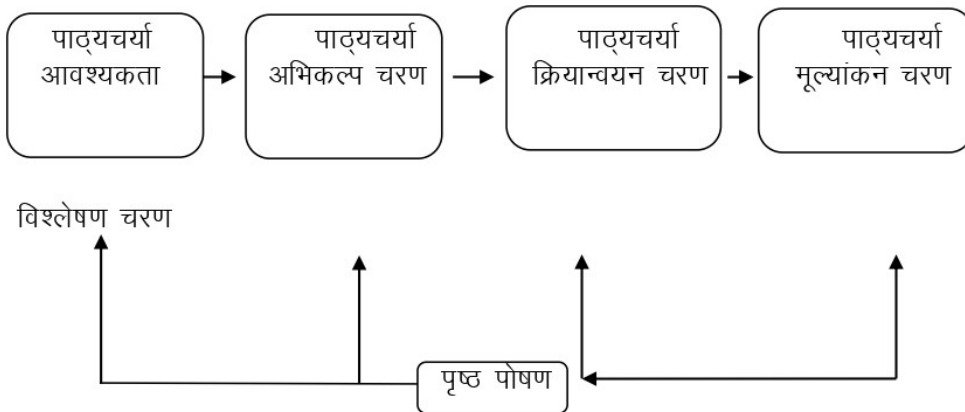 पाठ्यचर्या
आवश्यकता
पाठ्यचर्या
अभिकल्प चरण
पाठ्यचर्या
क्रियान्वयन चरण
पाठ्यचर्या
मूल्यांकन चरण
विश्लेषण चरण
पृष्ठ पोषण